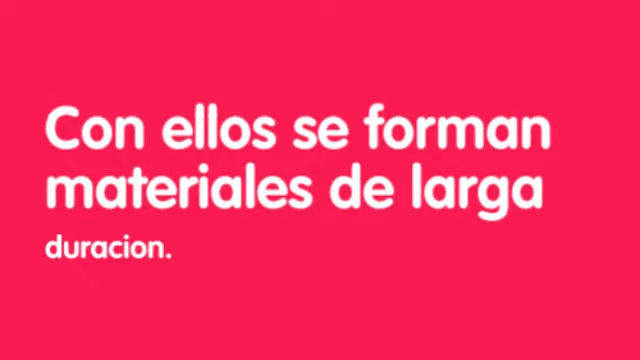 Con ellos se forman
materiales de larga
duracion.